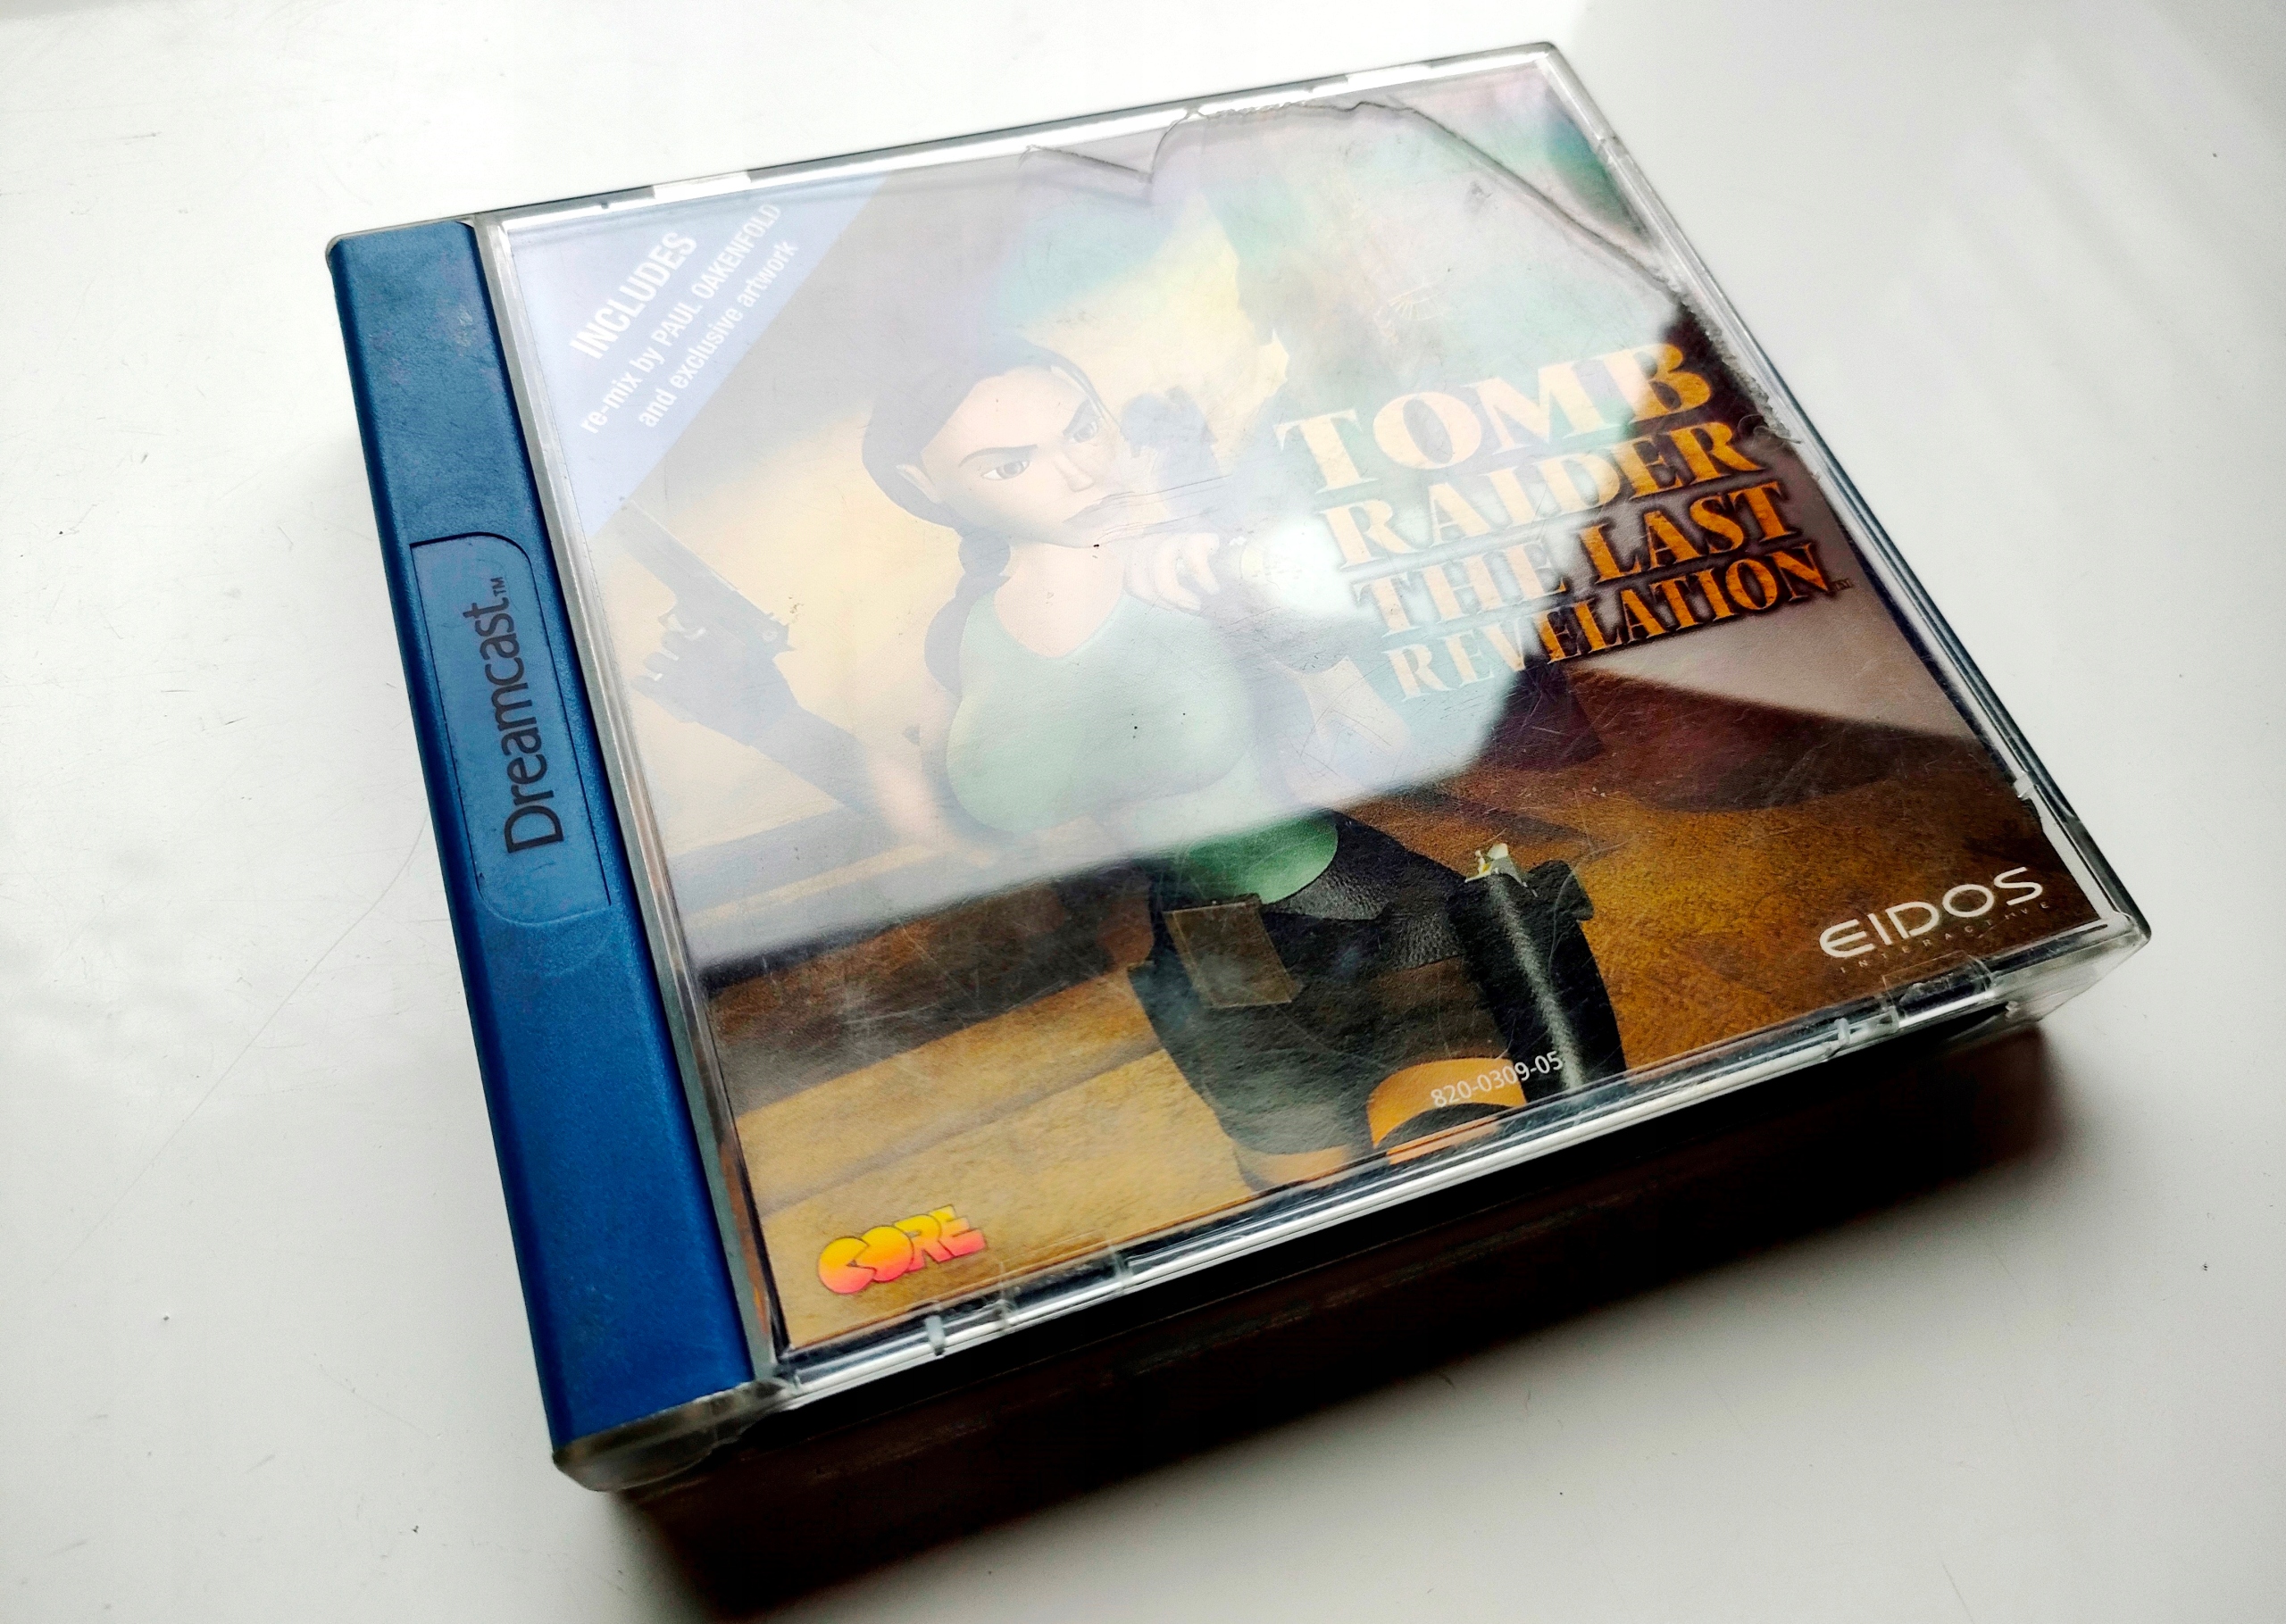 INCLUDES
re-mix by PAUL OAKENFOLD
and exclusive artwork
Dreamcast™
TOMB
RAIDER
THE LAST
REVELATION™
EIDOS
INTERACTIVE
820-0309-05
CORE